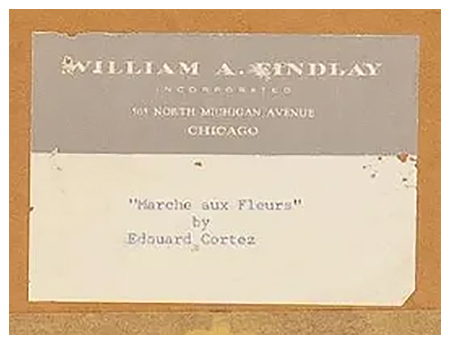 WILLIAM A. FINDLAY
INCORPORATED
NORTH MICHIGAN AVENUE
CHICAGO
"Marche aux Fleurs"
by
Edouard Cortez